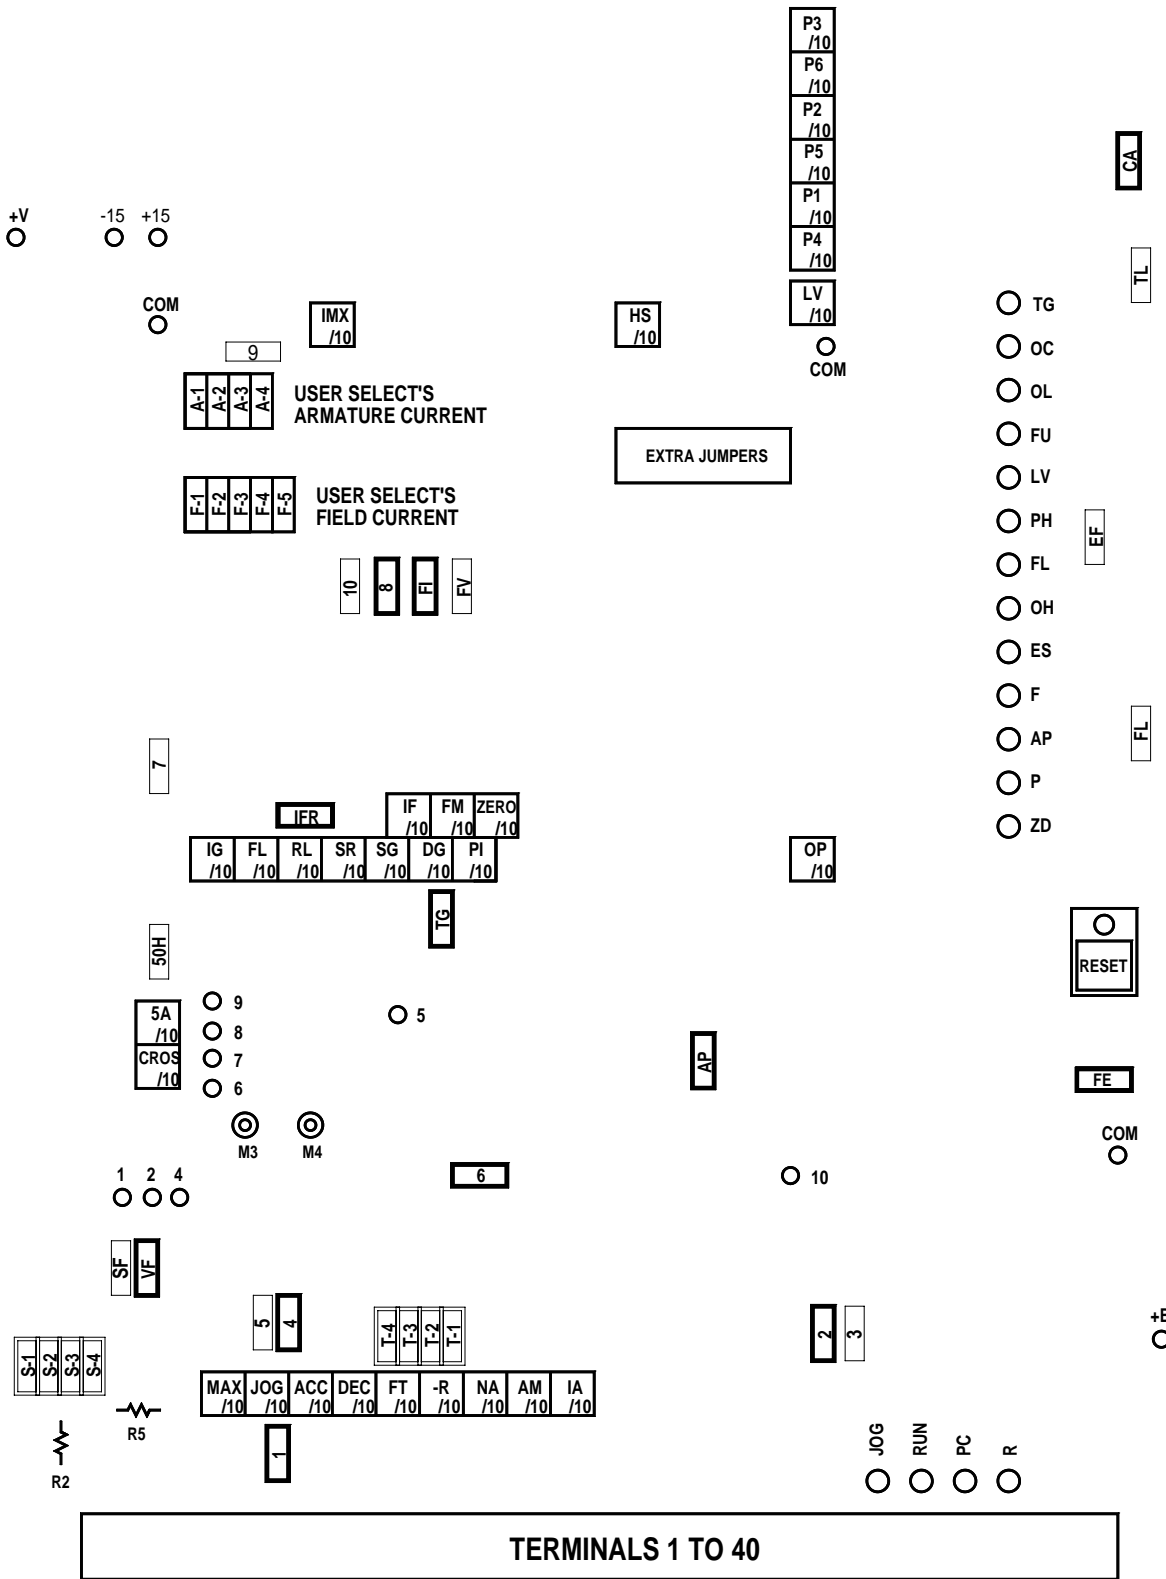 P3
/10
P6
/10
P2
/10
P5
/10
P1
/10
P4
/10
CA
+V
-15 +15
TL
COM
IMX
/10
HS
/10
LV
/10
COM
TG
OC
OL
FU
LV
PH
FL
OH
ES
F
AP
P
ZD
9
A-1 A-2 A-3 A-4
USER SELECT'S
ARMATURE CURRENT
EXTRA JUMPERS
F-1 F-2 F-3 F-4 F-5
USER SELECT'S
FIELD CURRENT
EF
10 8 FI FV
FL
7
IFR
IF FM ZERO
/10 /10 /10
IG FL RL SR SG DG PI
/10 /10 /10 /10 /10 /10 /10
OP
/10
TG
RESET
50H
5A
/10
CROS
/10
9
8
7
6
5
AP
FE
M3 M4
COM
1 2 4
6
10
SF VF
5 4
T-4 T-3 T-2 T-1
2 3
+E
S-1 S-2 S-3 S-4
MAX JOG ACC DEC FT -R NA AM IA
/10 /10 /10 /10 /10 /10 /10 /10 /10
R5
R2
1
JOG RUN PC R
TERMINALS 1 TO 40